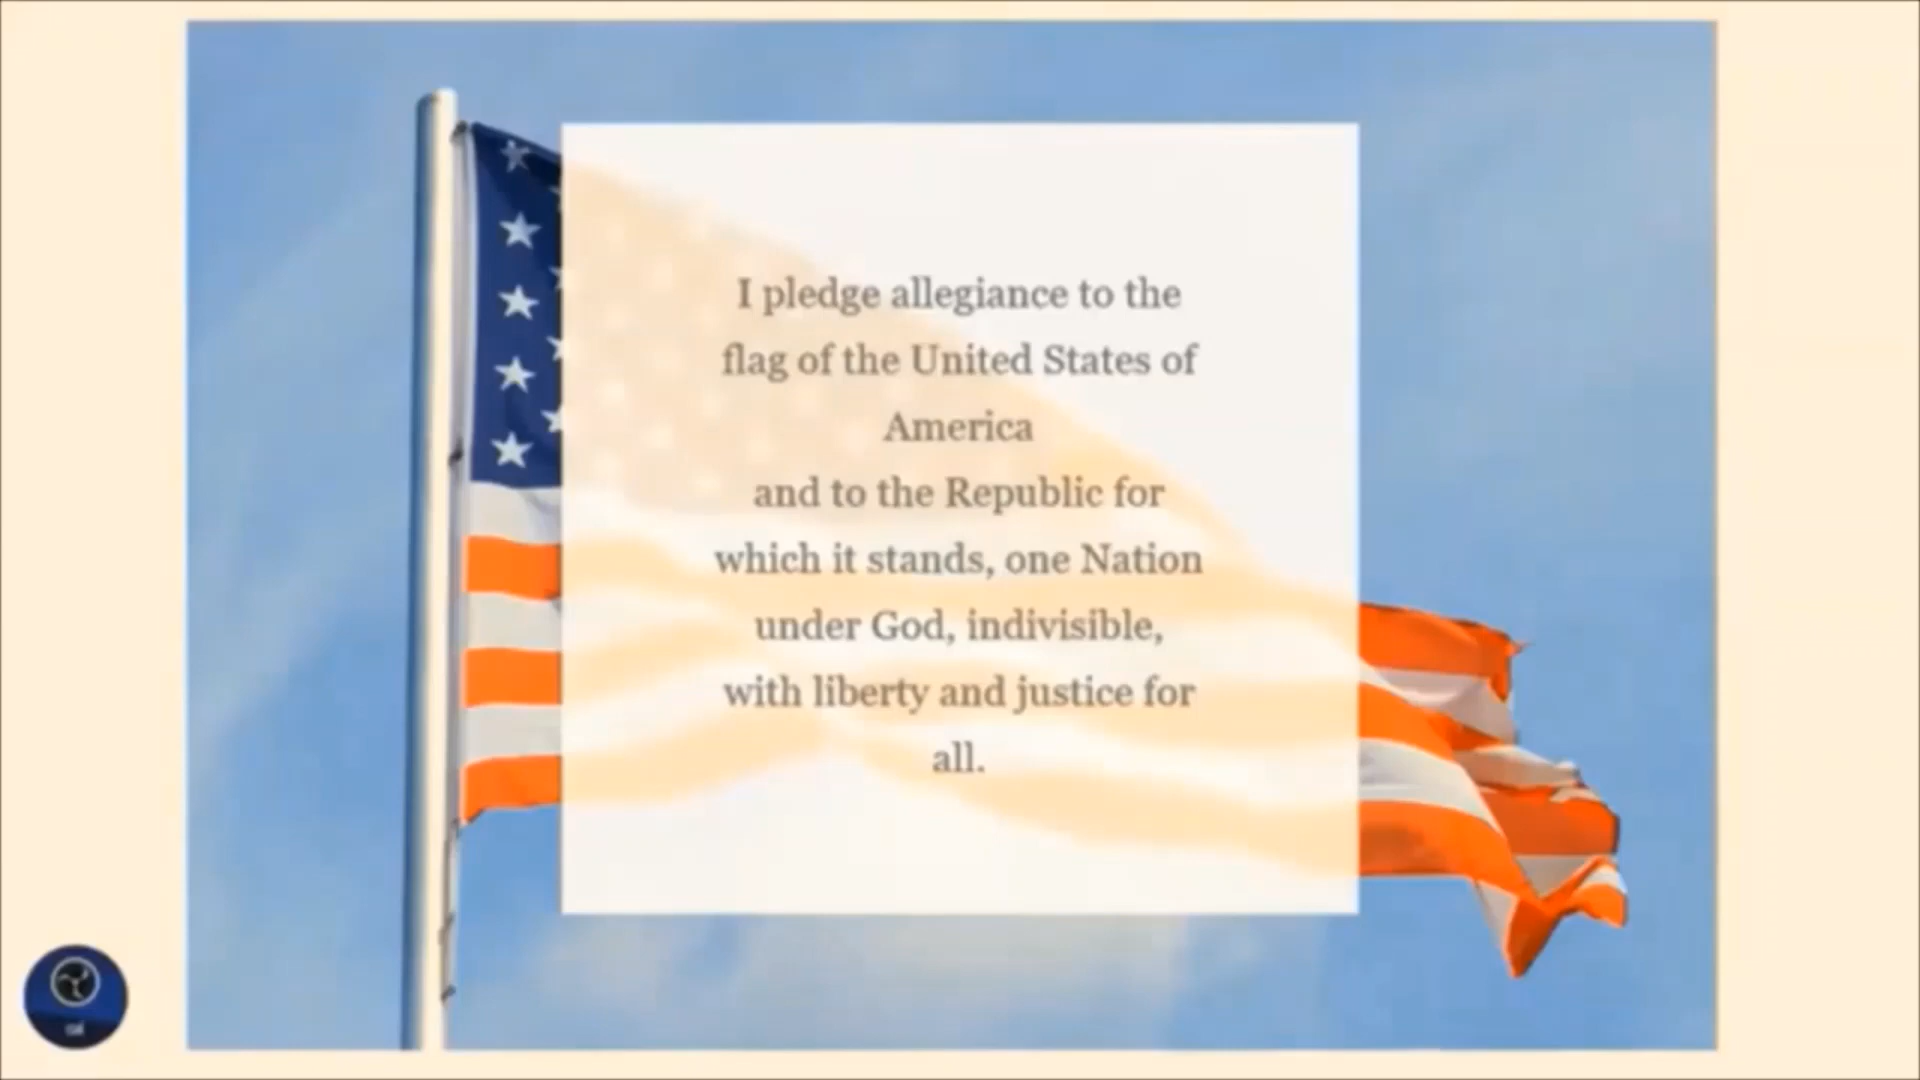 I pledge allegiance to the
flag of the United States of
America
and to the Republic for
which it stands, one Nation
under God, indivisible,
with liberty and justice for
all.